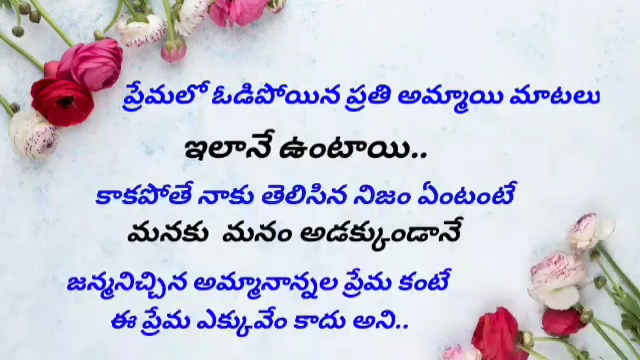 ప్రేమలో ఓడిపోయిన ప్రతి అమ్మాయి మాటలు
ఇలానే ఉంటాయి..
కాకపోతే నాకు తెలిసిన నిజం ఏంటంటే
మనకు మనం అడక్కుండానే
జన్మనిచ్చిన అమ్మానాన్నల ప్రేమ కంటే
ఈ ప్రేమ ఎక్కువేం కాదు అని..